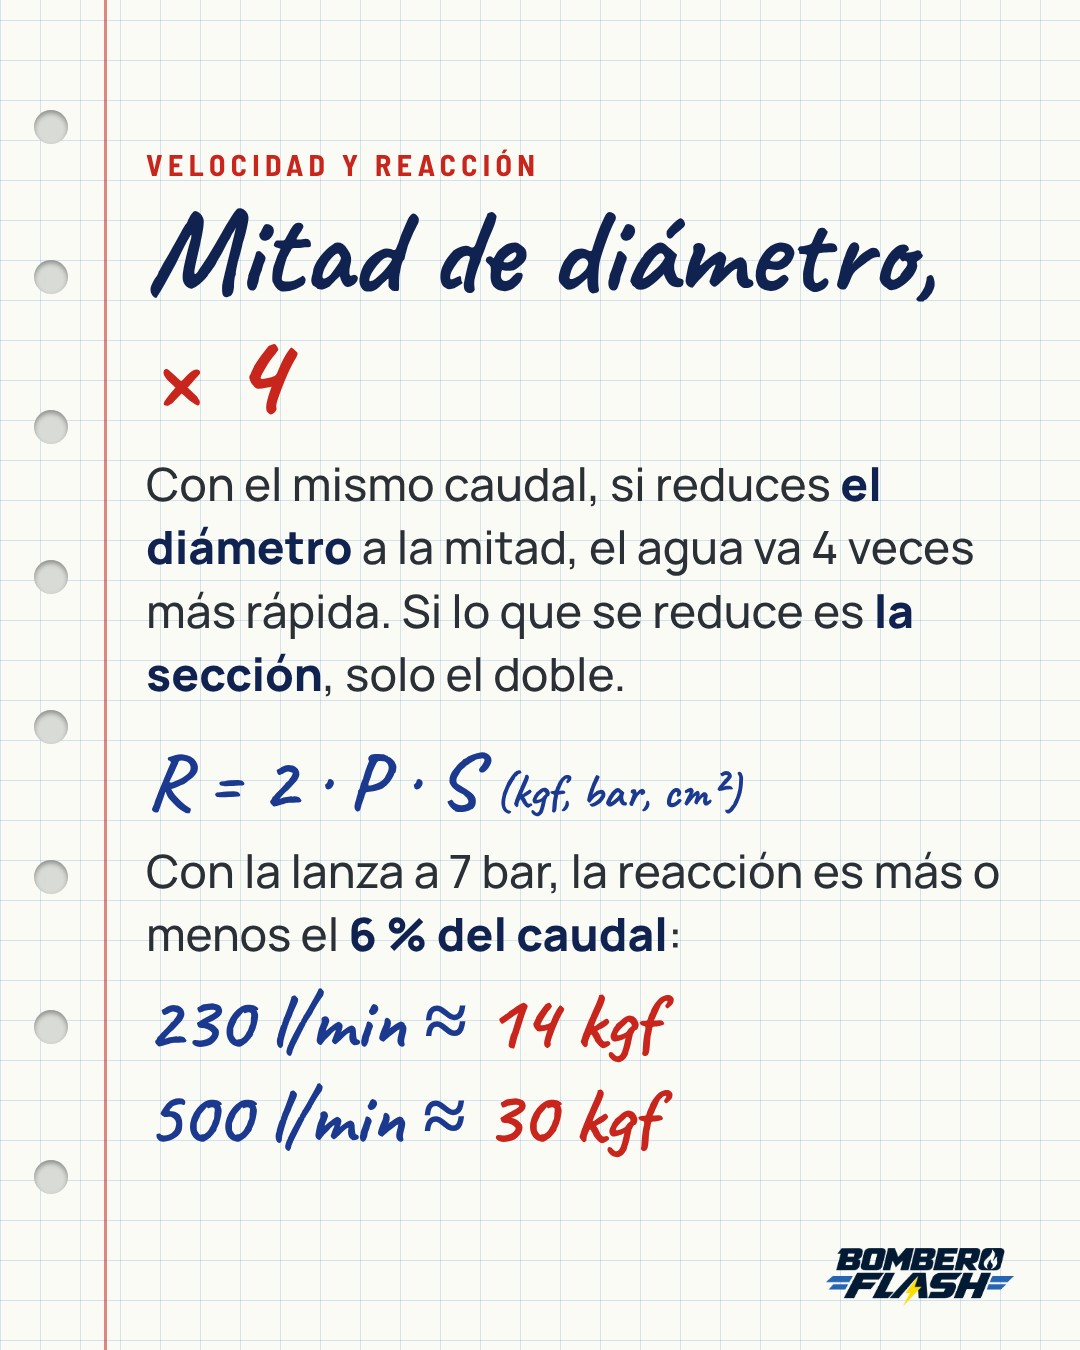 VELOCIDAD Y REACCIÓN
Mitad de diámetro,
× 4
Con el mismo caudal, si reduces el
diámetro a la mitad, el agua va 4 veces
más rápida. Si lo que se reduce es la
sección, solo el doble.
R = 2 · P · S (kgf, bar, cm²)
Con la lanza a 7 bar, la reacción es más o
menos el 6 % del caudal:
230 l/min ≈ 14 kgf
500 l/min ≈ 30 kgf
BOMBERO
FLASH